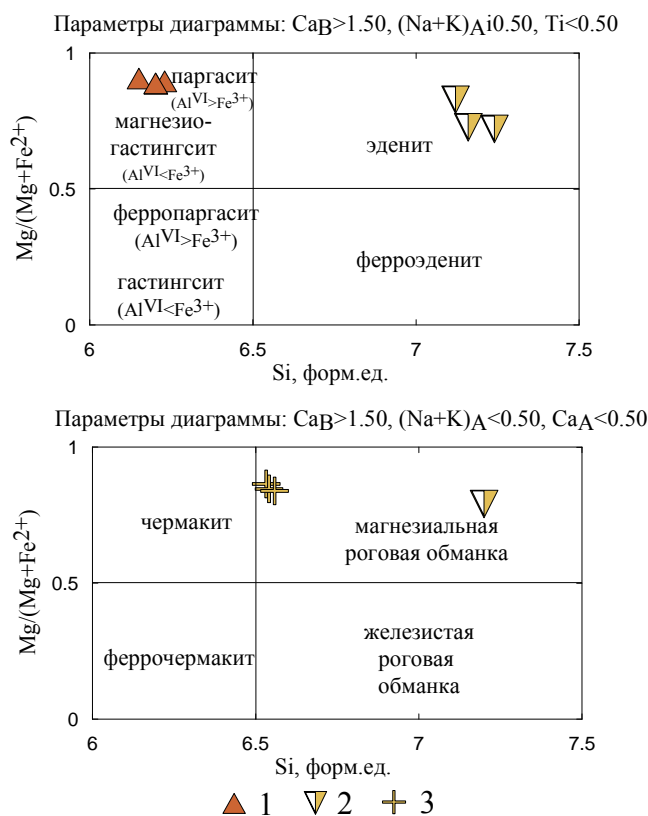 Параметры диаграммы: CaB>1.50, (Na+K)Ai0.50, Ti<0.50
1
паргасит
(AlVI>Fe3+)
магнезио-
гастингсит
(AlVI<Fe3+)
эденит
Mg/(Mg+Fe2+)
0.5
ферропаргасит
(AlVI>Fe3+)
ферроэденит
гастингсит
(AlVI<Fe3+)
0
6 6.5 7 7.5
Si, форм.ед.
Параметры диаграммы: CaB>1.50, (Na+K)A<0.50, CaA<0.50
1
чермакит
магнезиальная
роговая обманка
Mg/(Mg+Fe2+)
0.5
феррочермакит
железистая
роговая
обманка
0
6 6.5 7 7.5
Si, форм.ед.
1 2 3